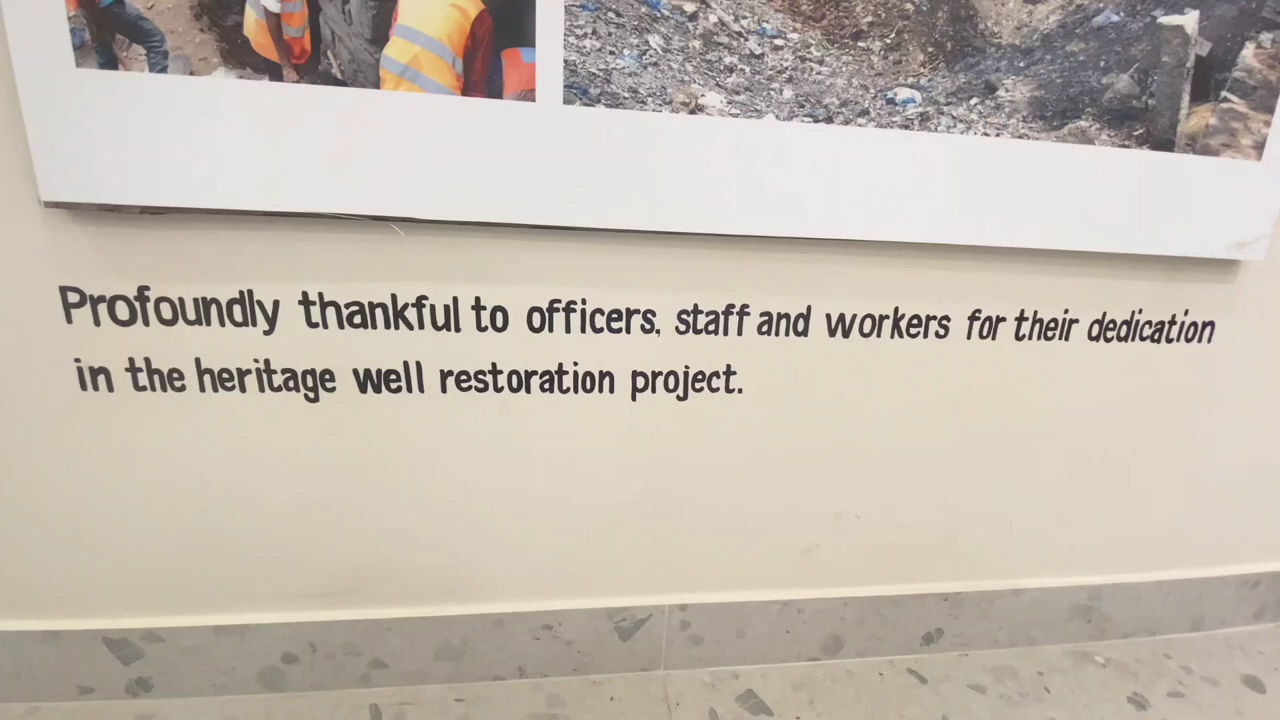 Profoundly thankful to officers, staff and workers for their dedication
in the heritage well restoration project.